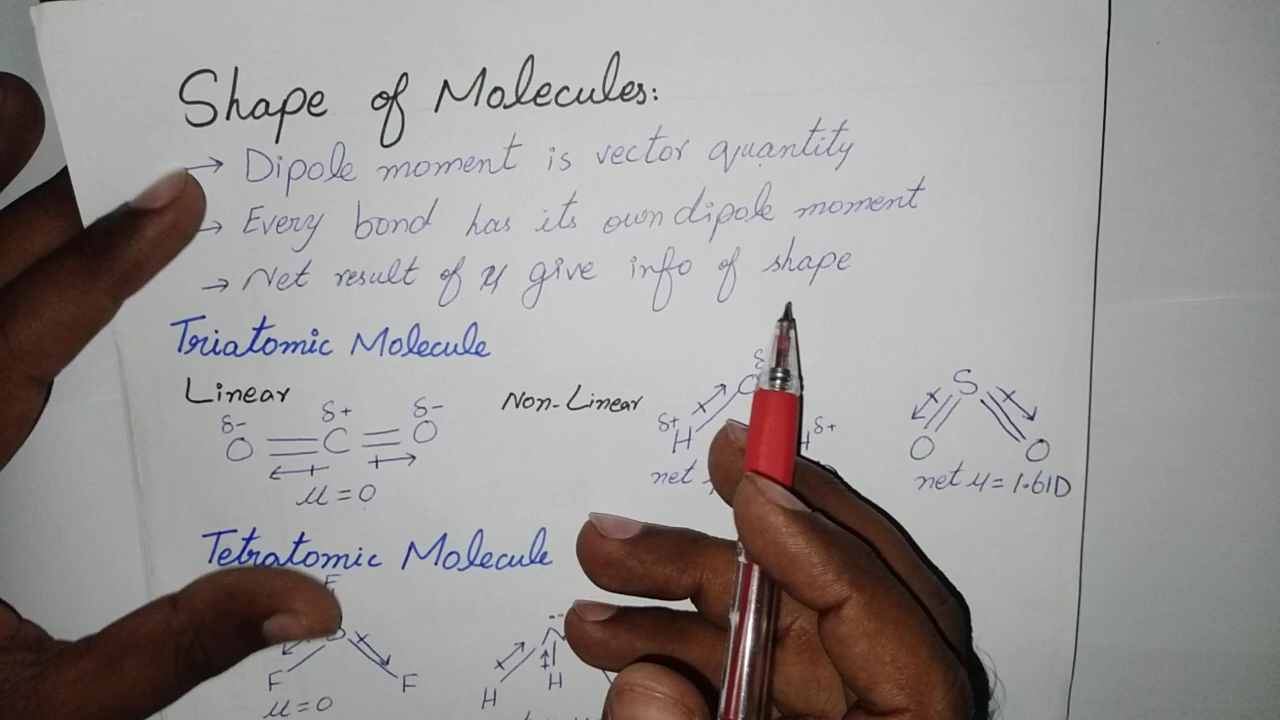 Shape of Molecules:
→ Dipole moment is vector quantity
→ Every bond has its own dipole moment
→ Net result of μ give info of shape
Triatomic Molecule
Linear
δ- δ+ δ-
O = C = O
μ = 0
Non-Linear
δ
O
δ+ δ+
H H
net
S
O O
net μ = 1.61D
Tetratomic Molecule
F
F F
μ = 0
N
H H